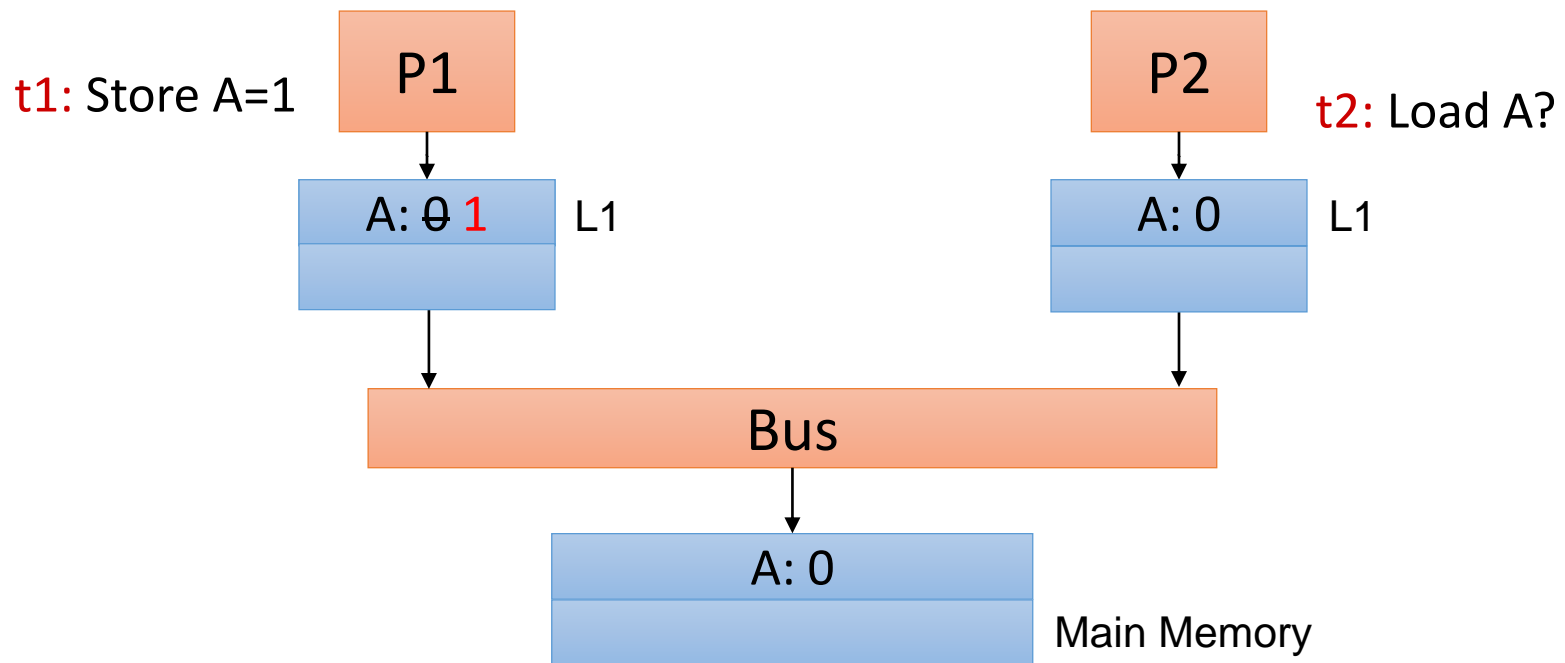 P1
P2
t1: Store A=1
t2: Load A?
A: 0 1
L1
A: 0
L1
Bus
A: 0
Main Memory